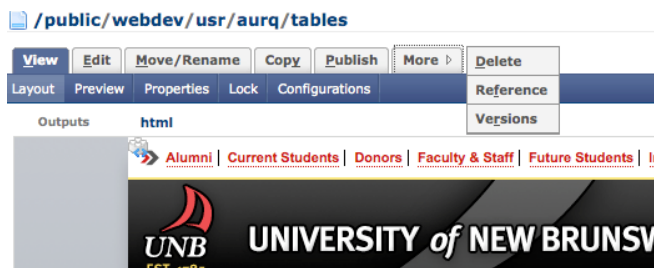 /public/webdev/usr/aurq/tables
View Edit Move/Rename Copy Publish More Delete
Layout Preview Properties Lock Configurations Reference
Outputs html Versions
Alumni | Current Students | Donors | Faculty & Staff | Future Students |
UNB UNIVERSITY of NEW BRUNSW